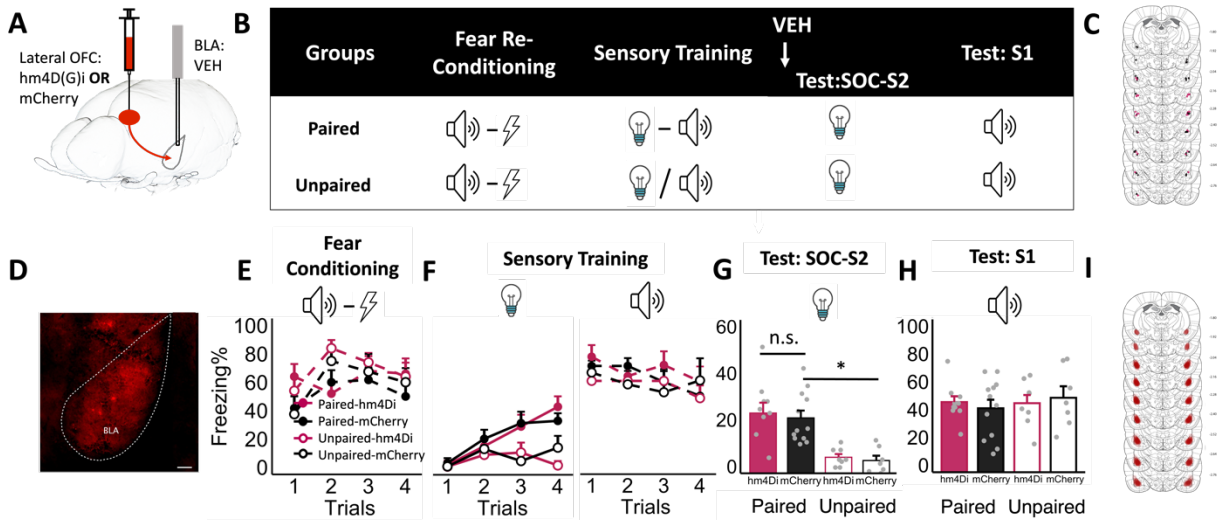 A
Lateral OFC:
hm4D(G)i OR
mCherry
BLA:
VEH
B
Groups
Fear Re-
Conditioning
Sensory Training
VEH
Test:SOC-S2
Test: S1
Paired
Unpaired
C
D
BLA
E
Fear
Conditioning
Freezing%
100
80
60
40
20
0
Paired-hm4Di
Paired-mCherry
Unpaired-hm4Di
Unpaired-mCherry
1 2 3 4
Trials
F
Sensory Training
1 2 3 4
Trials
1 2 3 4
Trials
G
Test: SOC-S2
60
40
20
0
n.s.
*
hm4Di mCherry hm4Di mCherry
Paired Unpaired
H
Test: S1
100
80
60
40
20
0
hm4Di mCherry hm4Di mCherry
Paired Unpaired
I